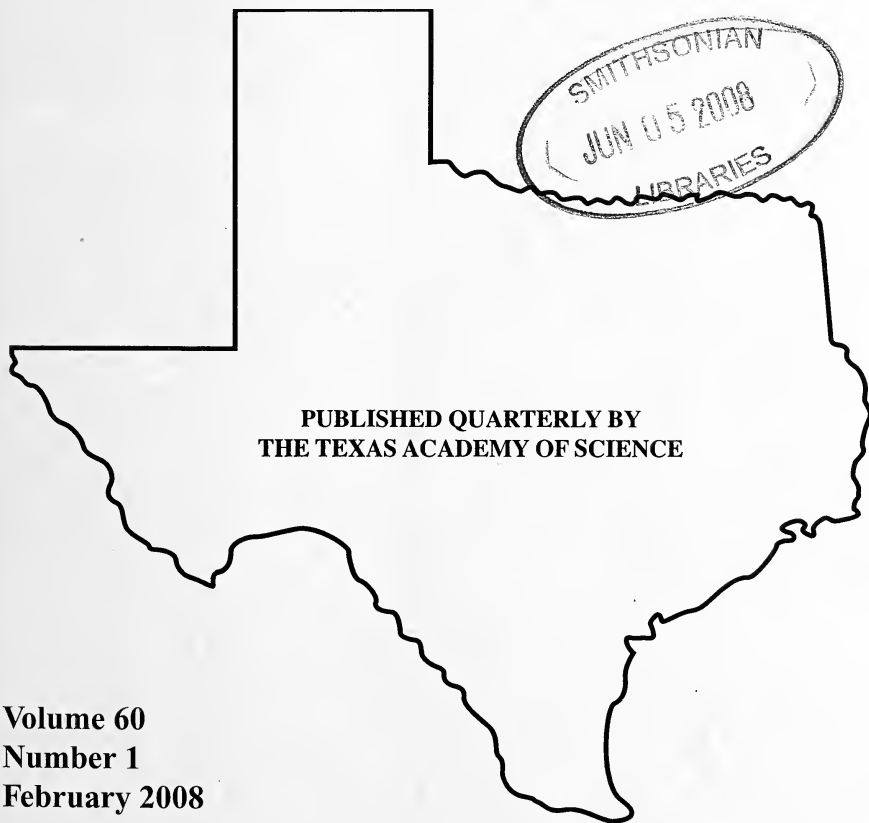 SMITHSONIAN
JUN 05 2008
LIBRARIES
PUBLISHED QUARTERLY BY
THE TEXAS ACADEMY OF SCIENCE
Volume 60
Number 1
February 2008